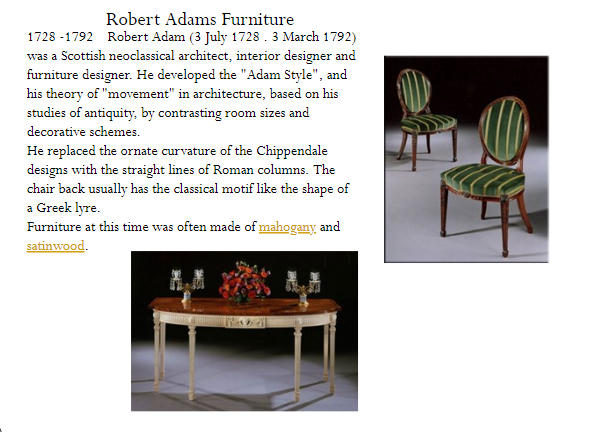 Robert Adams Furniture
1728 -1792    Robert Adam (3 July 1728 . 3 March 1792)
was a Scottish neoclassical architect, interior designer and
furniture designer. He developed the "Adam Style", and
his theory of "movement" in architecture, based on his
studies of antiquity, by contrasting room sizes and
decorative schemes.
He replaced the ornate curvature of the Chippendale
designs with the straight lines of Roman columns. The
chair back usually has the classical motif like the shape of
a Greek lyre.
Furniture at this time was often made of mahogany and
satinwood.